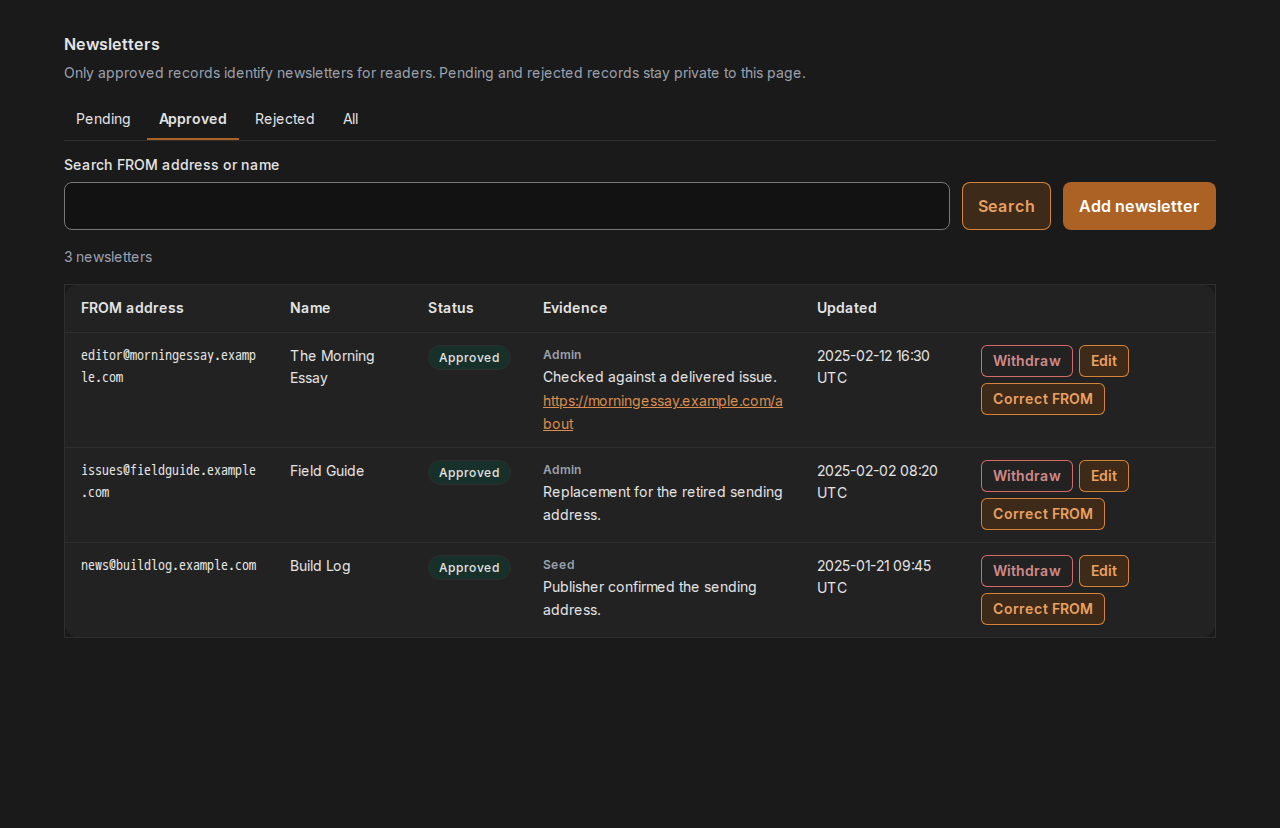 Newsletters
Only approved records identify newsletters for readers. Pending and rejected records stay private to this page.
Pending Approved Rejected All
Search FROM address or name
Search Add newsletter
3 newsletters
FROM address Name Status Evidence Updated
editor@morningessay.examp
le.com
The Morning
Essay
Approved
Admin
Checked against a delivered issue.
https://morningessay.example.com/a
bout
2025-02-12 16:30
UTC
Withdraw Edit
Correct FROM
issues@fieldguide.example
.com
Field Guide
Approved
Admin
Replacement for the retired sending
address.
2025-02-02 08:20
UTC
Withdraw Edit
Correct FROM
news@buildlog.example.com
Build Log
Approved
Seed
Publisher confirmed the sending
address.
2025-01-21 09:45
UTC
Withdraw Edit
Correct FROM